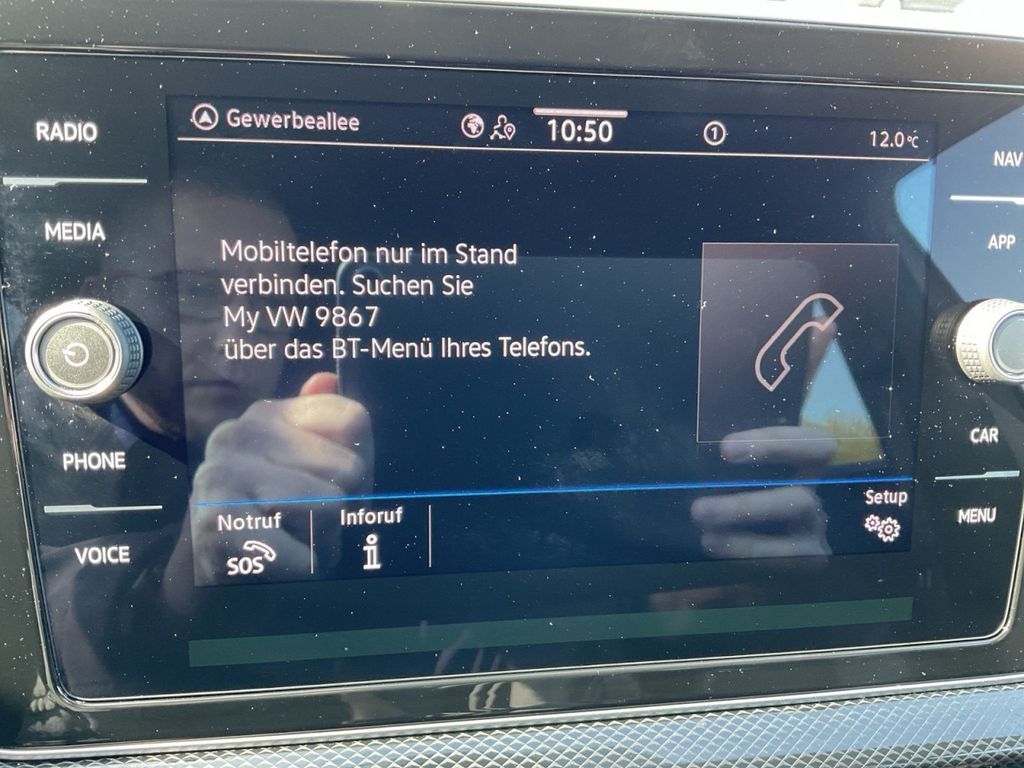 Gewerbeallee
10:50
1
12.0°C
RADIO
MEDIA
PHONE
VOICE
Mobiltelefon nur im Stand
verbinden. Suchen Sie
My VW 9867
über das BT-Menü Ihres Telefons.
Notruf
SOS
Inforuf
i
Setup
NAV
APP
CAR
MENU